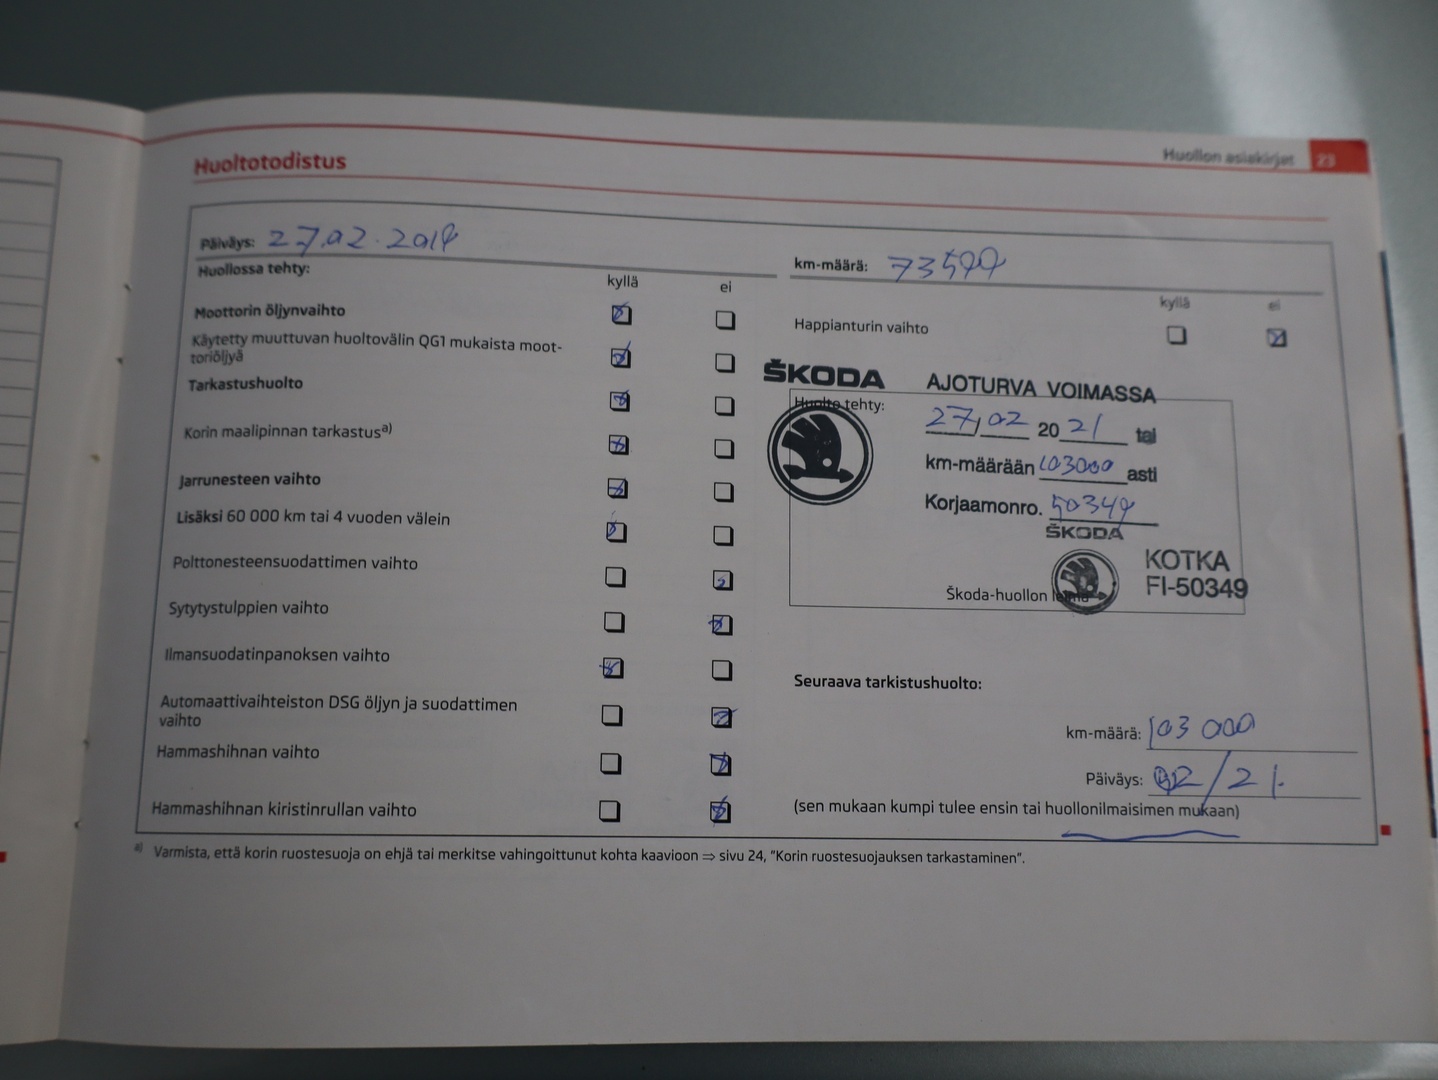 Huoltotodistus
Huollon asiakirjat 23
Päiväys: 27.02.2019
km-määrä: 73599
Huollossa tehty:
kyllä ei
kyllä ei
Moottorin öljynvaihto
Happianturin vaihto
Käytetty muuttuvan huoltovälin QG1 mukaista moot-
toriöljyä
Tarkastushuolto
Korin maalipinnan tarkastus a)
Jarrunesteen vaihto
Lisäksi 60 000 km tai 4 vuoden välein
Polttonesteensuodattimen vaihto
Sytytystulppien vaihto
Ilmansuodatinpanoksen vaihto
Automaattivaihteiston DSG öljyn ja suodattimen
vaihto
Hammashihnan vaihto
Hammashihnan kiristinrullan vaihto
ŠKODA
AJOTURVA VOIMASSA
Huolto tehty:
27,02 2021 tai
km-määrään 103000 asti
Korjaamonro. 50349
ŠKODA
KOTKA
FI-50349
Škoda-huollon leima
Seuraava tarkistushuolto:
km-määrä: 103 000
Päiväys: 02/21.
(sen mukaan kumpi tulee ensin tai huollonilmaisimen mukaan)
a) Varmista, että korin ruostesuoja on ehjä tai merkitse vahingoittunut kohta kaavioon ⇒ sivu 24, "Korin ruostesuojauksen tarkastaminen".